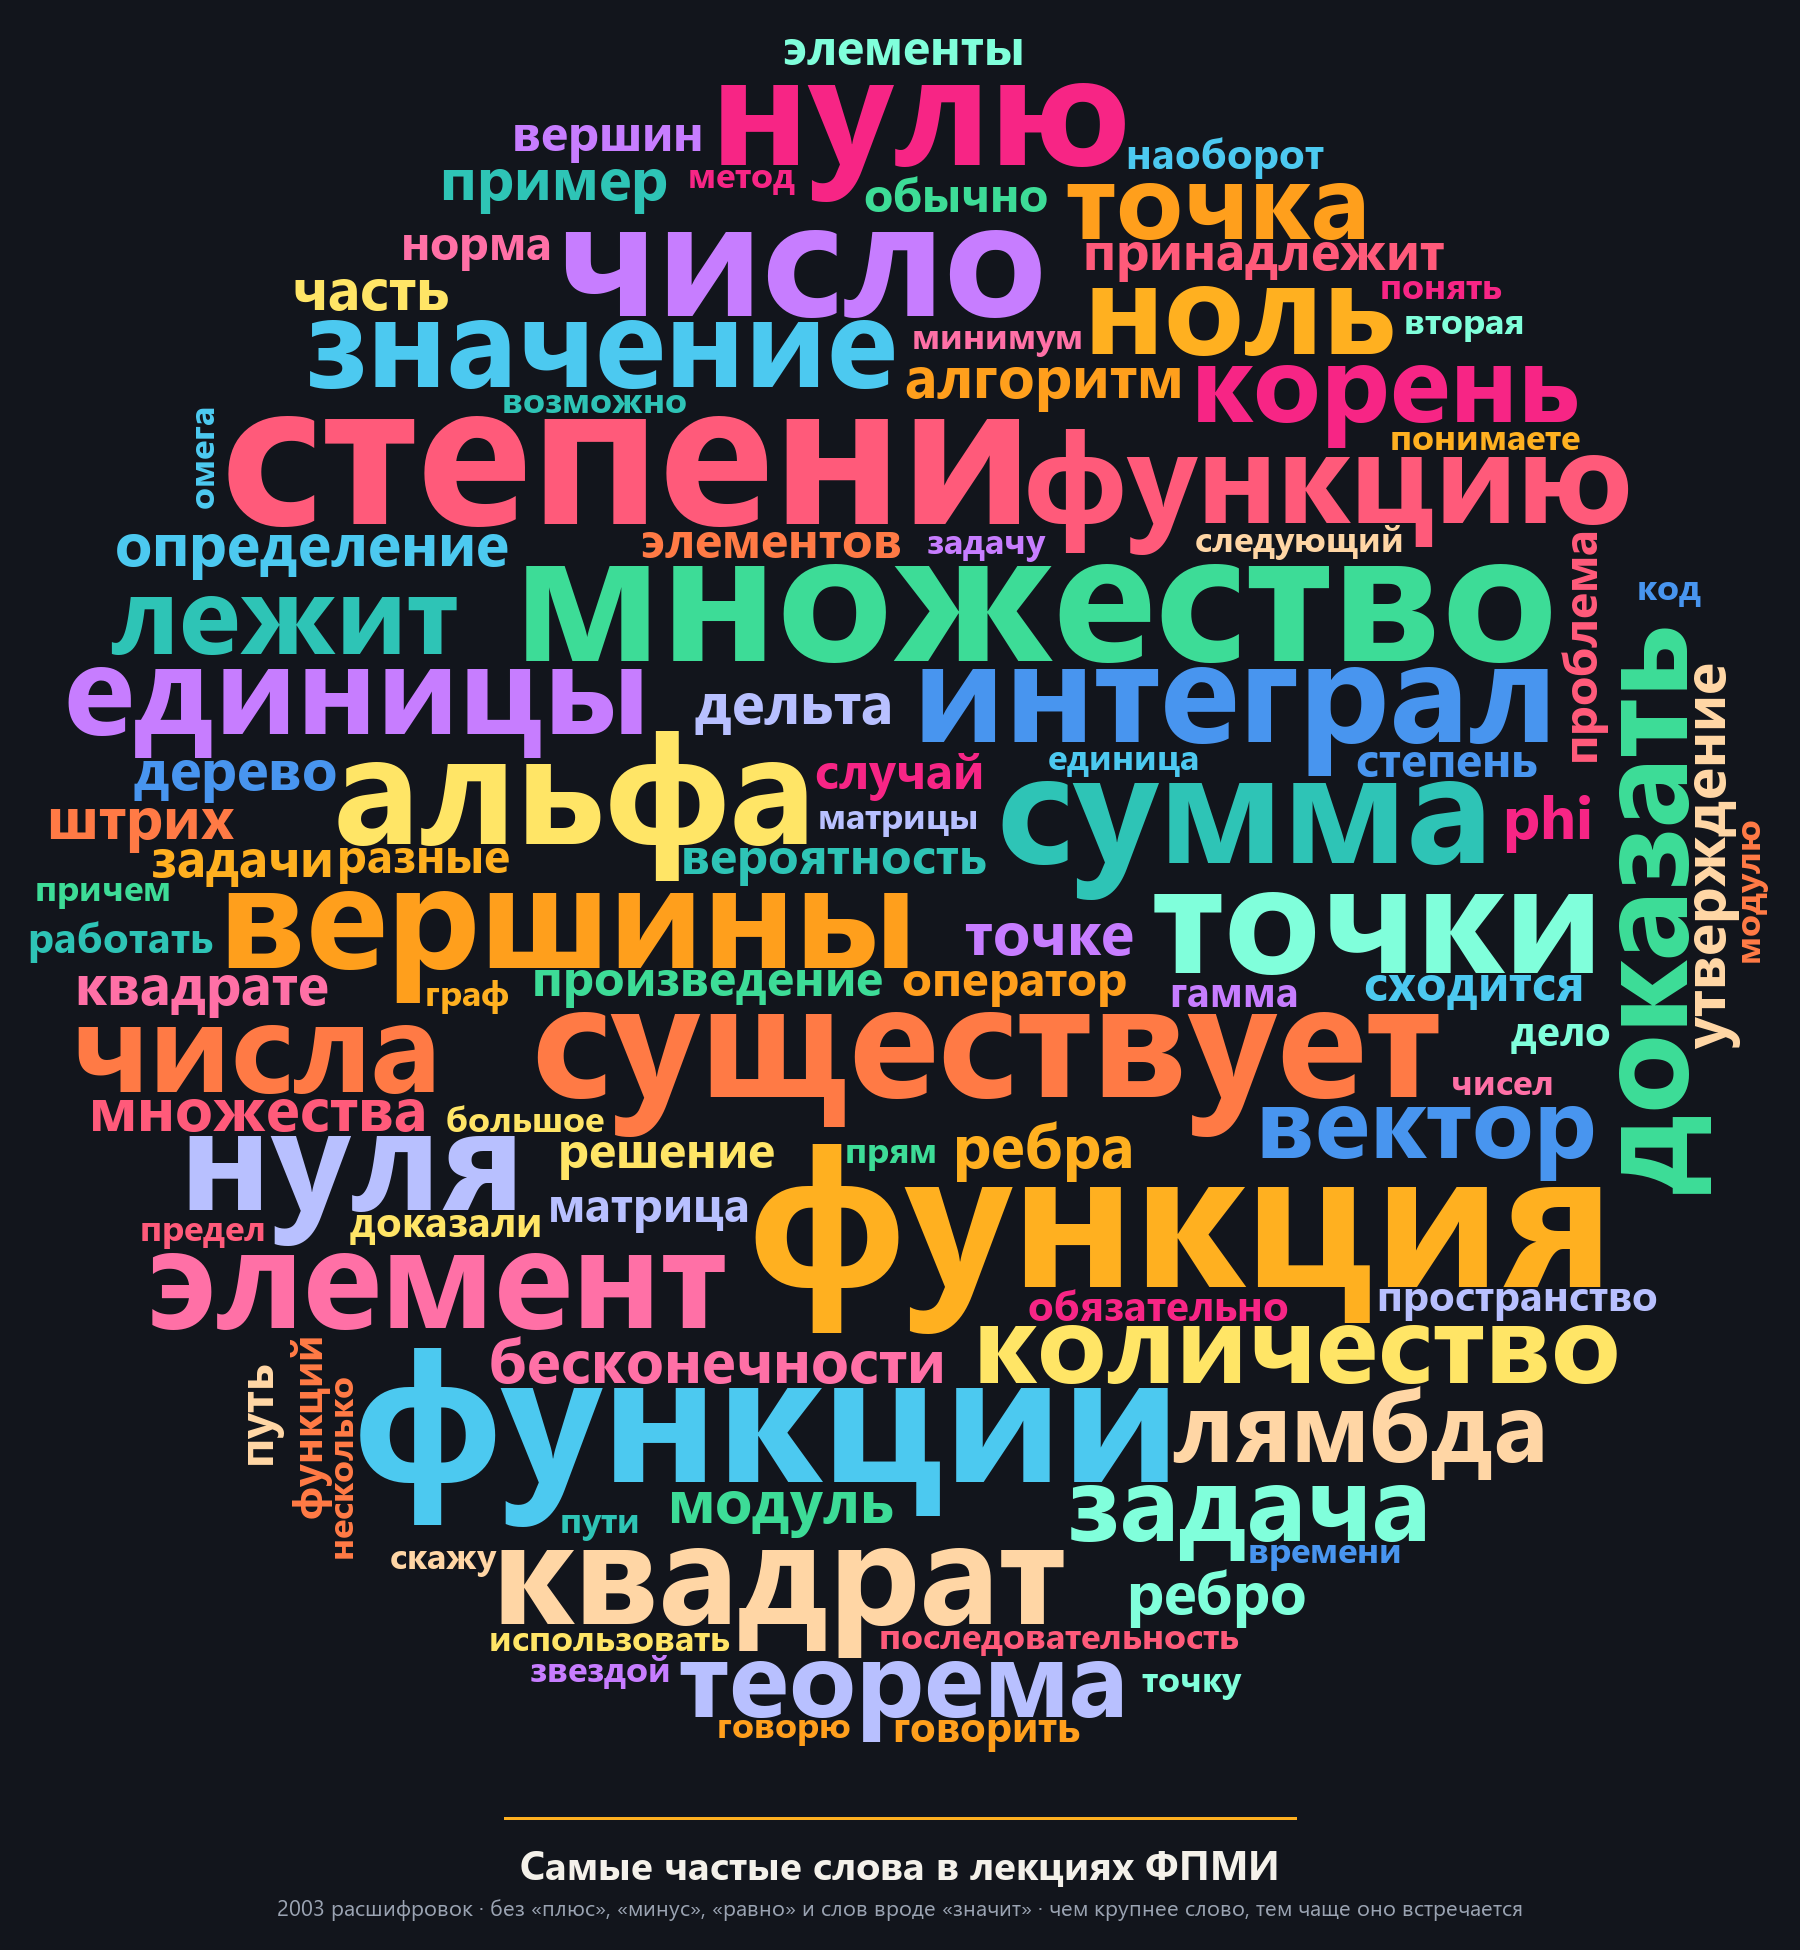 элементы
нулю
вершин
наоборот
пример
метод
обычно
точка
норма
число
принадлежит
часть
ноль
понять
вторая
значение
минимум
алгоритм
корень
возможно
омега
степени
функцию
понимаете
определение
элементов
задачу
следующий
множество
проблема
код
лежит
единицы
дельта
интеграл
доказать
утверждение
дерево
альфа
случай
единица
степень
штрих
матрицы
сумма
phi
модулю
задачи
разные
вероятность
причем
вершины
точки
работать
точке
квадрате
граф
произведение
оператор
гамма
сходится
числа
существует
дело
чисел
множества
большое
вектор
нуля
решение
прям
ребра
матрица
функция
предел
доказали
элемент
обязательно
пространство
путь
функций
несколько
бесконечности
количество
функции
лямбда
пути
модуль
задача
скажу
квадрат
времени
ребро
использовать
последовательность
звездой
теорема
точку
говорю
говорить
Самые частые слова в лекциях ФПМИ
2003 расшифровок · без «плюс», «минус», «равно» и слов вроде «значит» · чем крупнее слово, тем чаще оно встречается